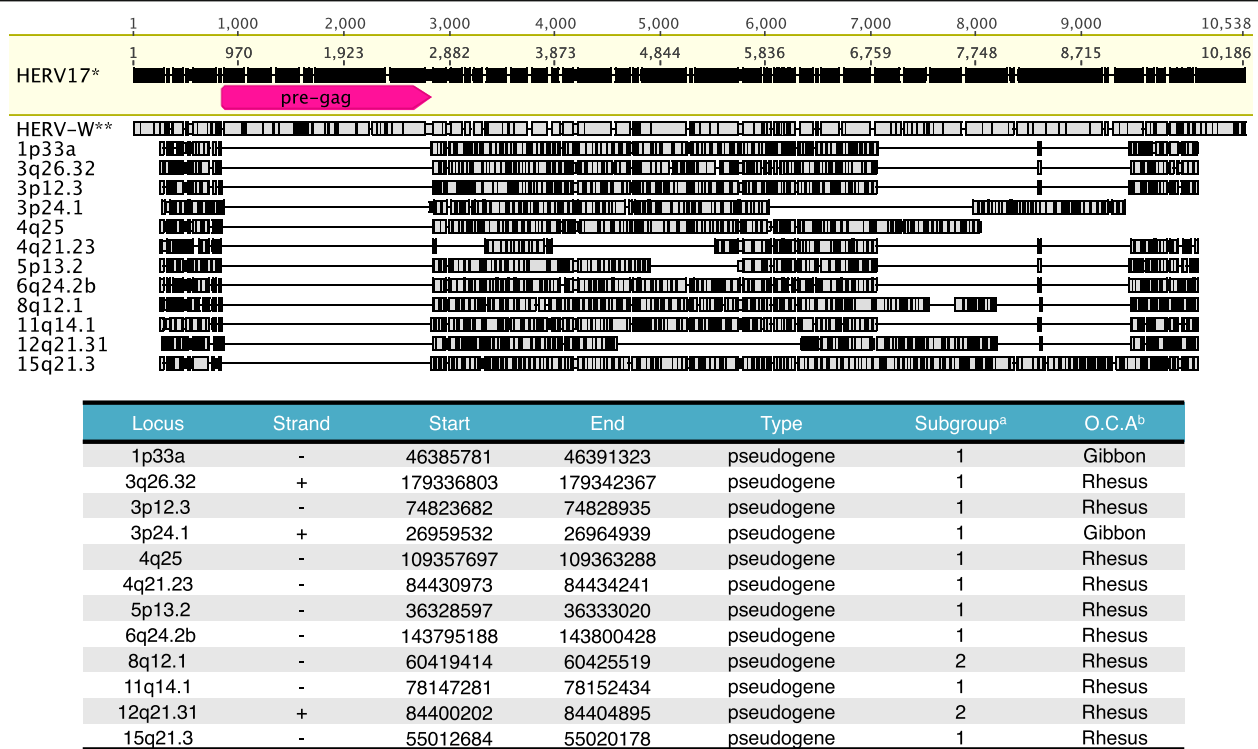 1 1,000 2,000 3,000 4,000 5,000 6,000 7,000 8,000 9,000 10,538
1 970 1,923 2,882 3,873 4,844 5,836 6,759 7,748 8,715 10,186
HERV17*
pre-gag
HERV-W**
1p33a
3q26.32
3p12.3
3p24.1
4q25
4q21.23
5p13.2
6q24.2b
8q12.1
11q14.1
12q21.31
15q21.3
Locus Strand Start End Type Subgroupᵃ O.C.Aᵇ
1p33a - 46385781 46391323 pseudogene 1 Gibbon
3q26.32 + 179336803 179342367 pseudogene 1 Rhesus
3p12.3 - 74823682 74828935 pseudogene 1 Rhesus
3p24.1 + 26959532 26964939 pseudogene 1 Gibbon
4q25 - 109357697 109363288 pseudogene 1 Rhesus
4q21.23 - 84430973 84434241 pseudogene 1 Rhesus
5p13.2 - 36328597 36333020 pseudogene 1 Rhesus
6q24.2b - 143795188 143800428 pseudogene 1 Rhesus
8q12.1 - 60419414 60425519 pseudogene 2 Rhesus
11q14.1 - 78147281 78152434 pseudogene 1 Rhesus
12q21.31 + 84400202 84404895 pseudogene 2 Rhesus
15q21.3 - 55012684 55020178 pseudogene 1 Rhesus